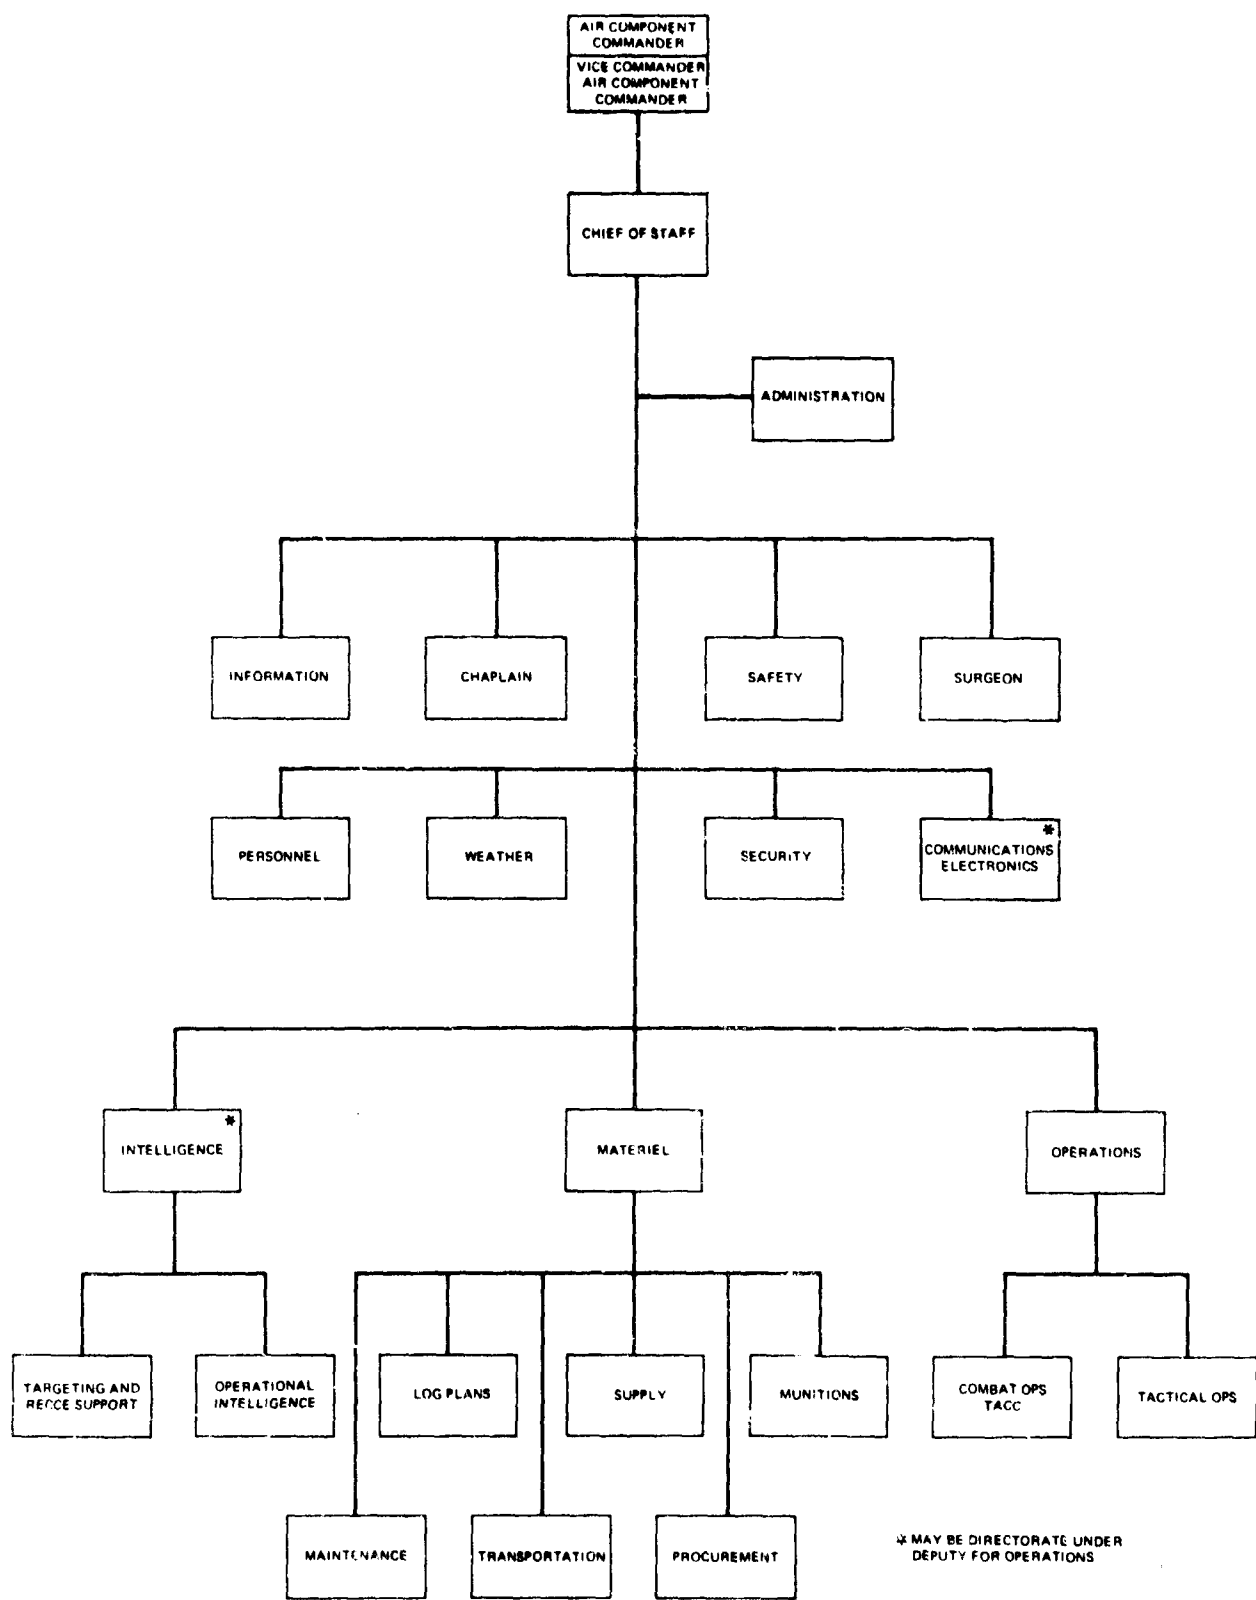 AIR COMPONENT
COMMANDER
VICE COMMANDER
AIR COMPONENT
COMMANDER
CHIEF OF STAFF
ADMINISTRATION
INFORMATION
CHAPLAIN
SAFETY
SURGEON
PERSONNEL
WEATHER
SECURITY
*
COMMUNICATIONS
ELECTRONICS
*
INTELLIGENCE
MATERIEL
OPERATIONS
TARGETING AND
RECCE SUPPORT
OPERATIONAL
INTELLIGENCE
LOG PLANS
SUPPLY
MUNITIONS
COMBAT OPS
TACC
TACTICAL OPS
MAINTENANCE
TRANSPORTATION
PROCUREMENT
* MAY BE DIRECTORATE UNDER
DEPUTY FOR OPERATIONS